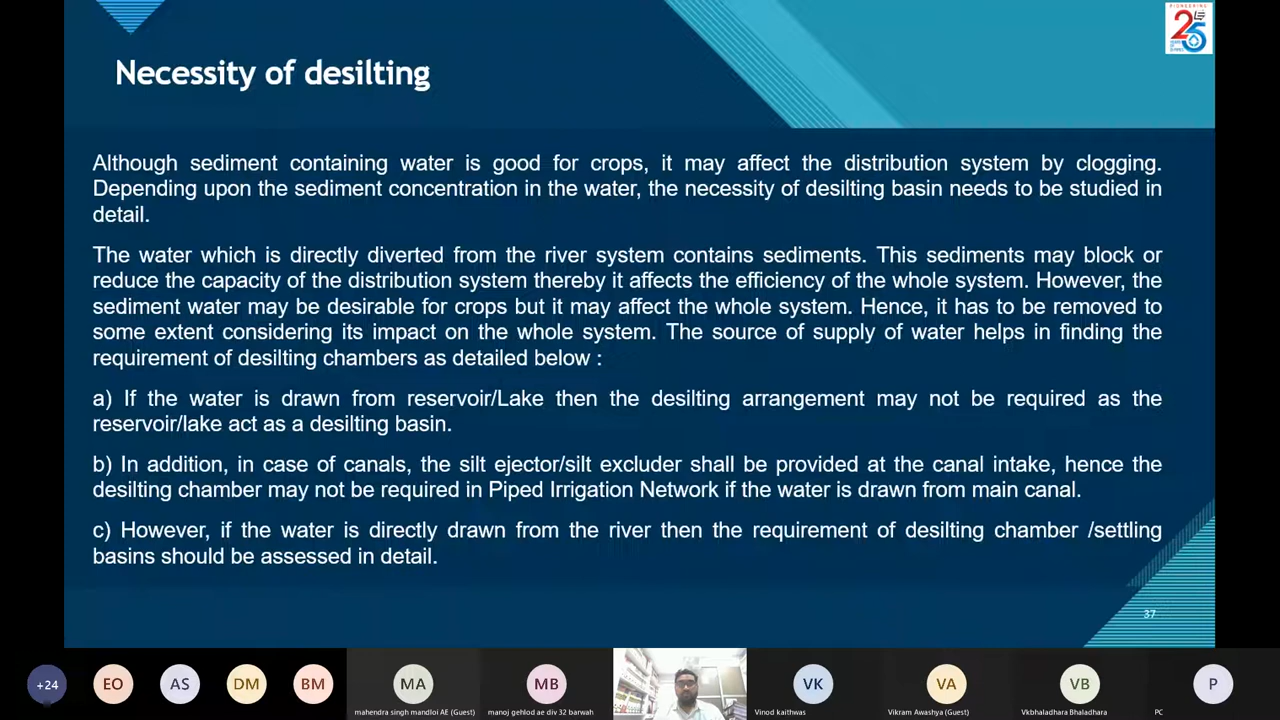 PIONEERING
25
Necessity of desilting
Although sediment containing water is good for crops, it may affect the distribution system by clogging.
Depending upon the sediment concentration in the water, the necessity of desilting basin needs to be studied in
detail.
The water which is directly diverted from the river system contains sediments. This sediments may block or
reduce the capacity of the distribution system thereby it affects the efficiency of the whole system. However, the
sediment water may be desirable for crops but it may affect the whole system. Hence, it has to be removed to
some extent considering its impact on the whole system. The source of supply of water helps in finding the
requirement of desilting chambers as detailed below :
a) If the water is drawn from reservoir/Lake then the desilting arrangement may not be required as the
reservoir/lake act as a desilting basin.
b) In addition, in case of canals, the silt ejector/silt excluder shall be provided at the canal intake, hence the
desilting chamber may not be required in Piped Irrigation Network if the water is drawn from main canal.
c) However, if the water is directly drawn from the river then the requirement of desilting chamber /settling
basins should be assessed in detail.
37
+24 EO AS DM BM MA MB VK VA VB P
mahendra singh mandloi AE (Guest) manoj gehlod ae div 32 barwah Vinod kaithwas Vikram Awashya (Guest) Vkbhaladhara Bhaladhara PC